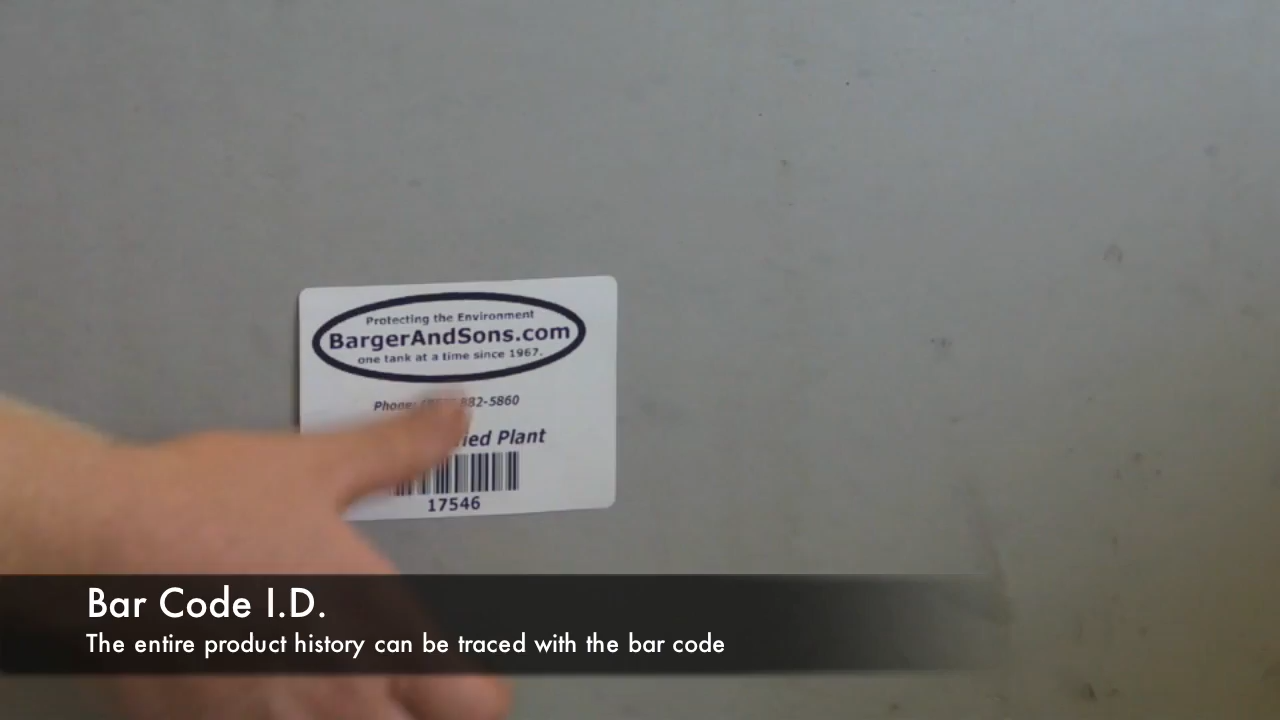 Protecting the Environment
BargerAndSons.com
one tank at a time since 1967.
Phone: 882-5860
Plant
17546
Bar Code I.D.
The entire product history can be traced with the bar code